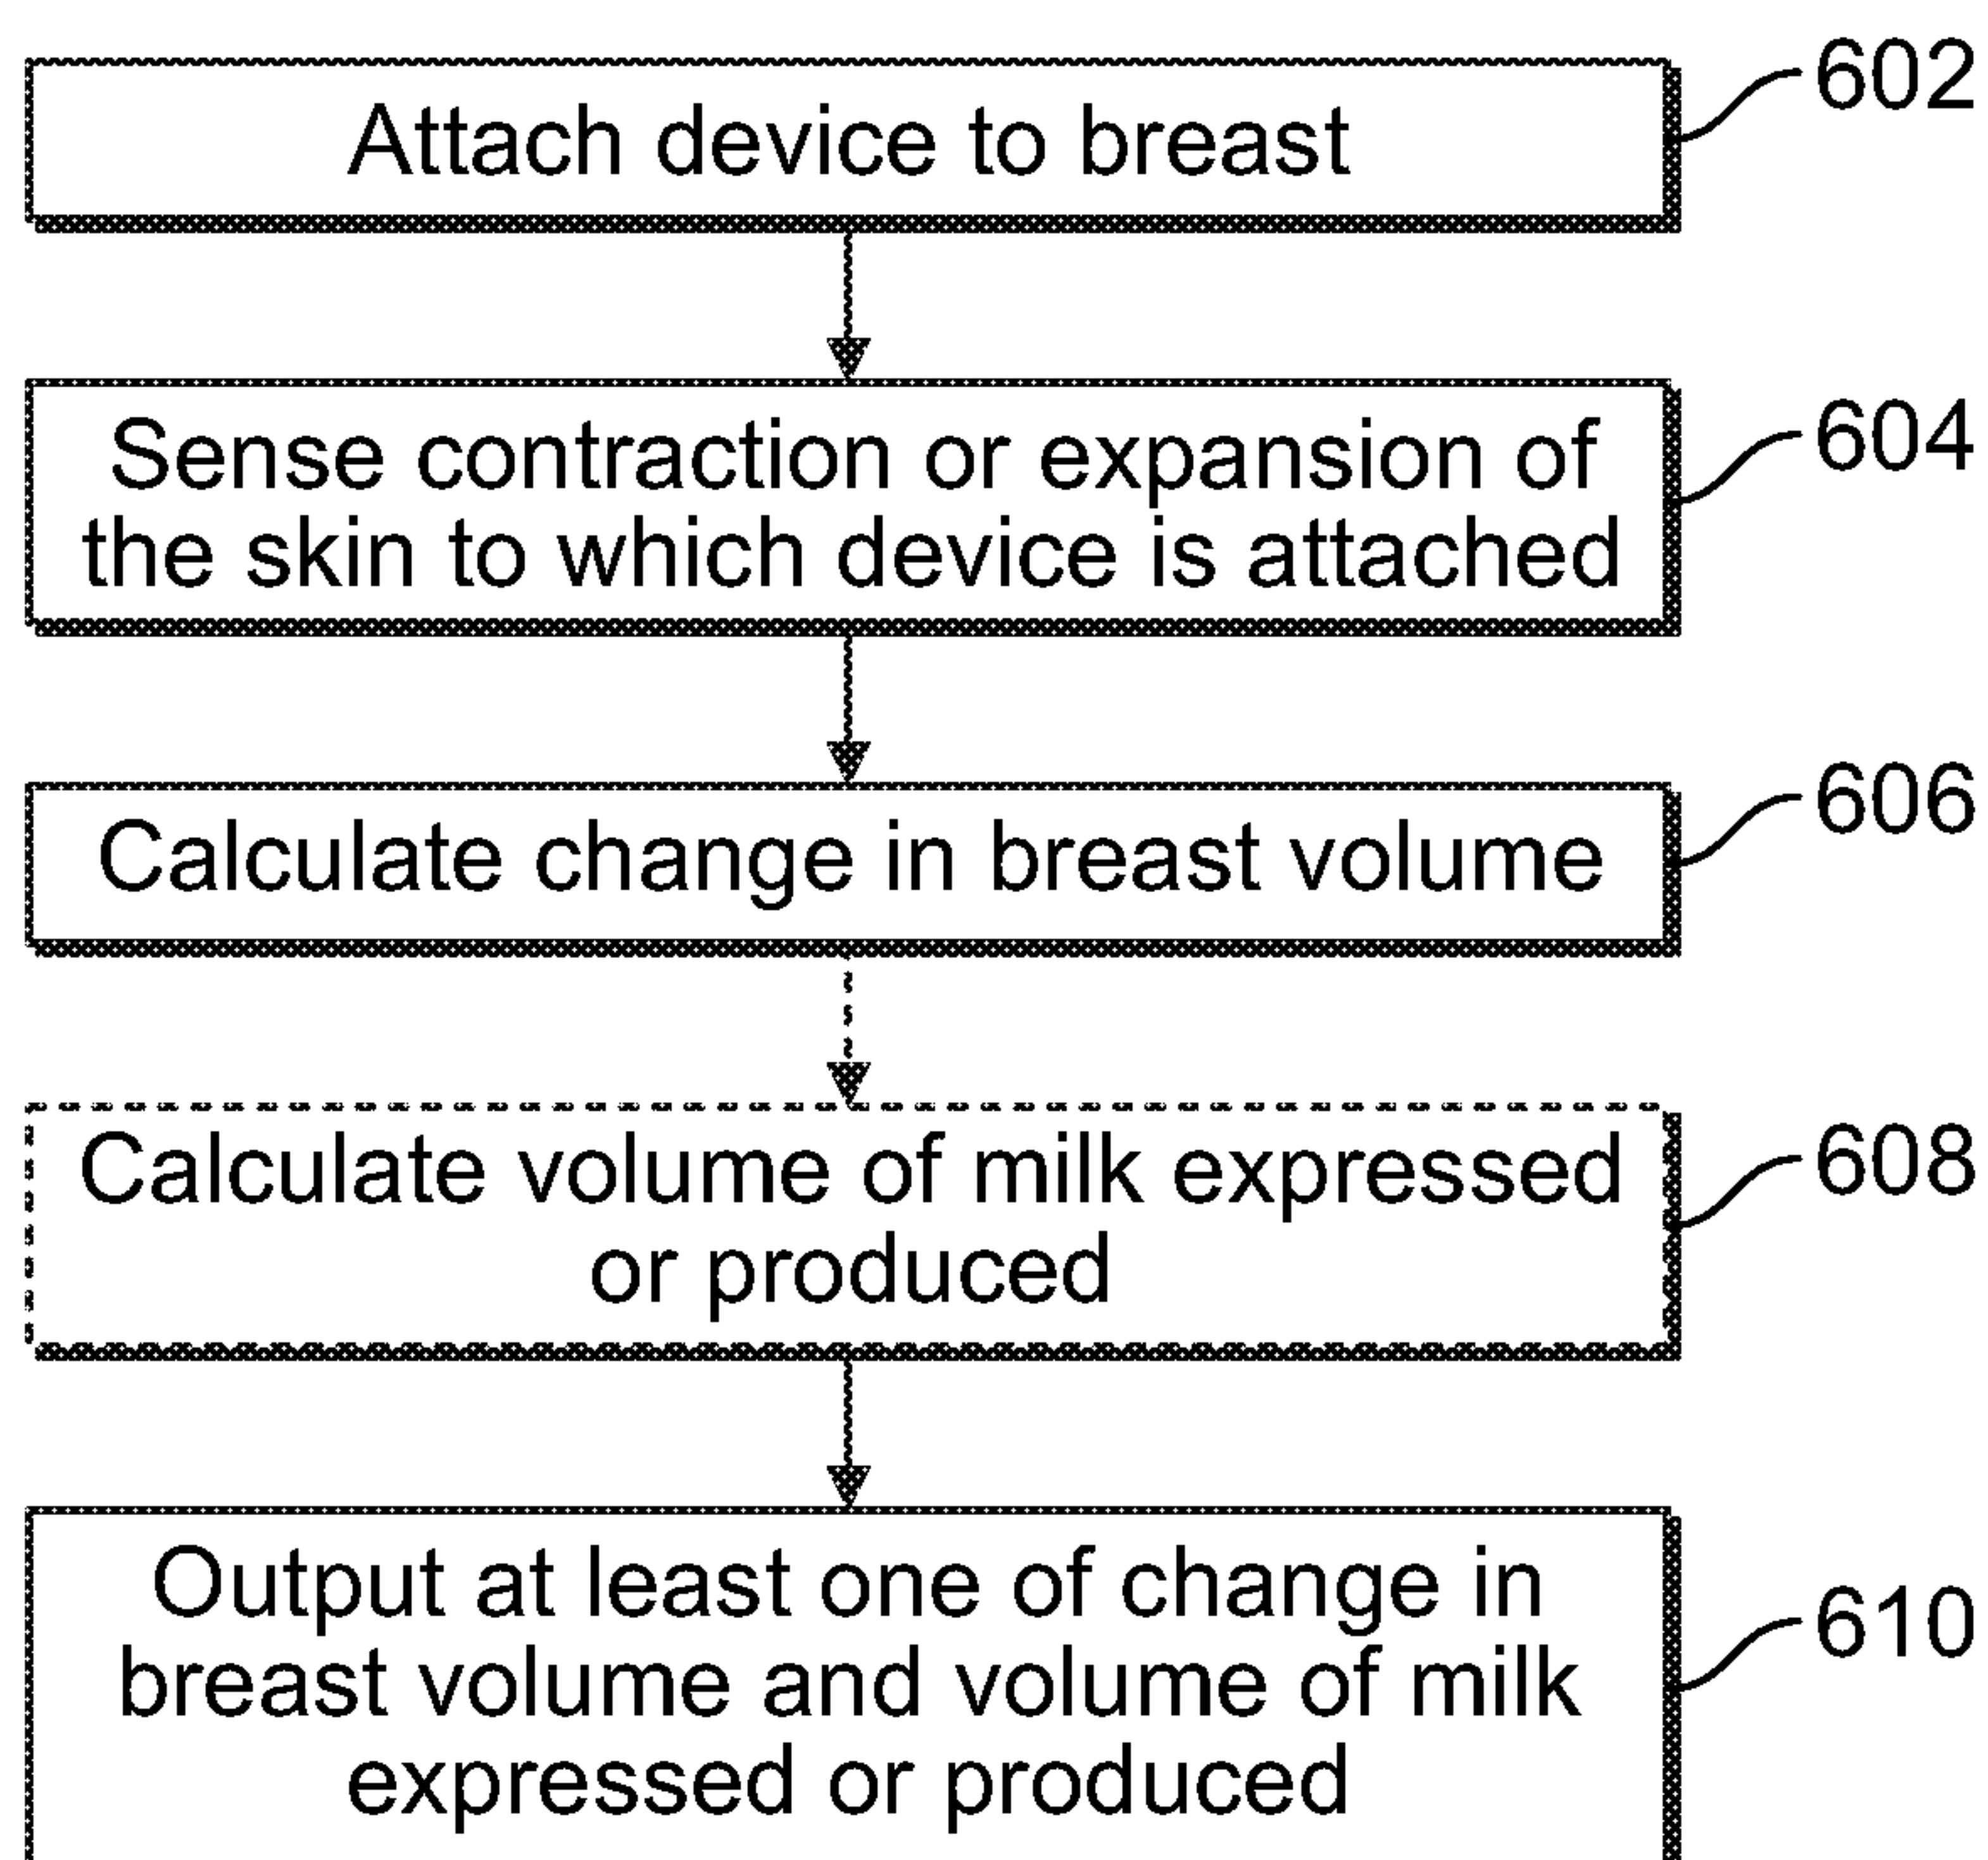 Attach device to breast
602
Sense contraction or expansion of
the skin to which device is attached
604
Calculate change in breast volume
606
Calculate volume of milk expressed
or produced
608
Output at least one of change in
breast volume and volume of milk
expressed or produced
610